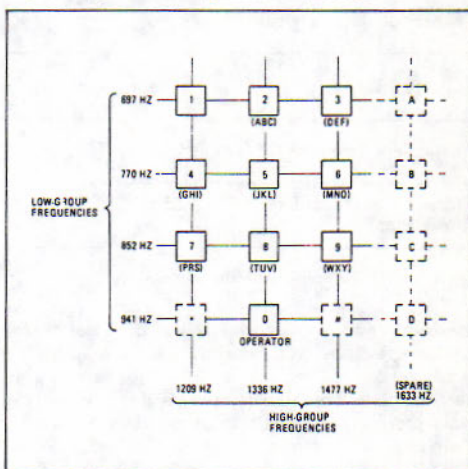 697 HZ 1 2 3 A
(ABC) (DEF)
770 HZ 4 5 6 B
(GHI) (JKL) (MNO)
LOW-GROUP
FREQUENCIES
852 HZ 7 8 9 C
(PRS) (TUV) (WXY)
941 HZ * 0 # D
OPERATOR
1209 HZ 1336 HZ 1477 HZ (SPARE)
1633 HZ
HIGH-GROUP
FREQUENCIES